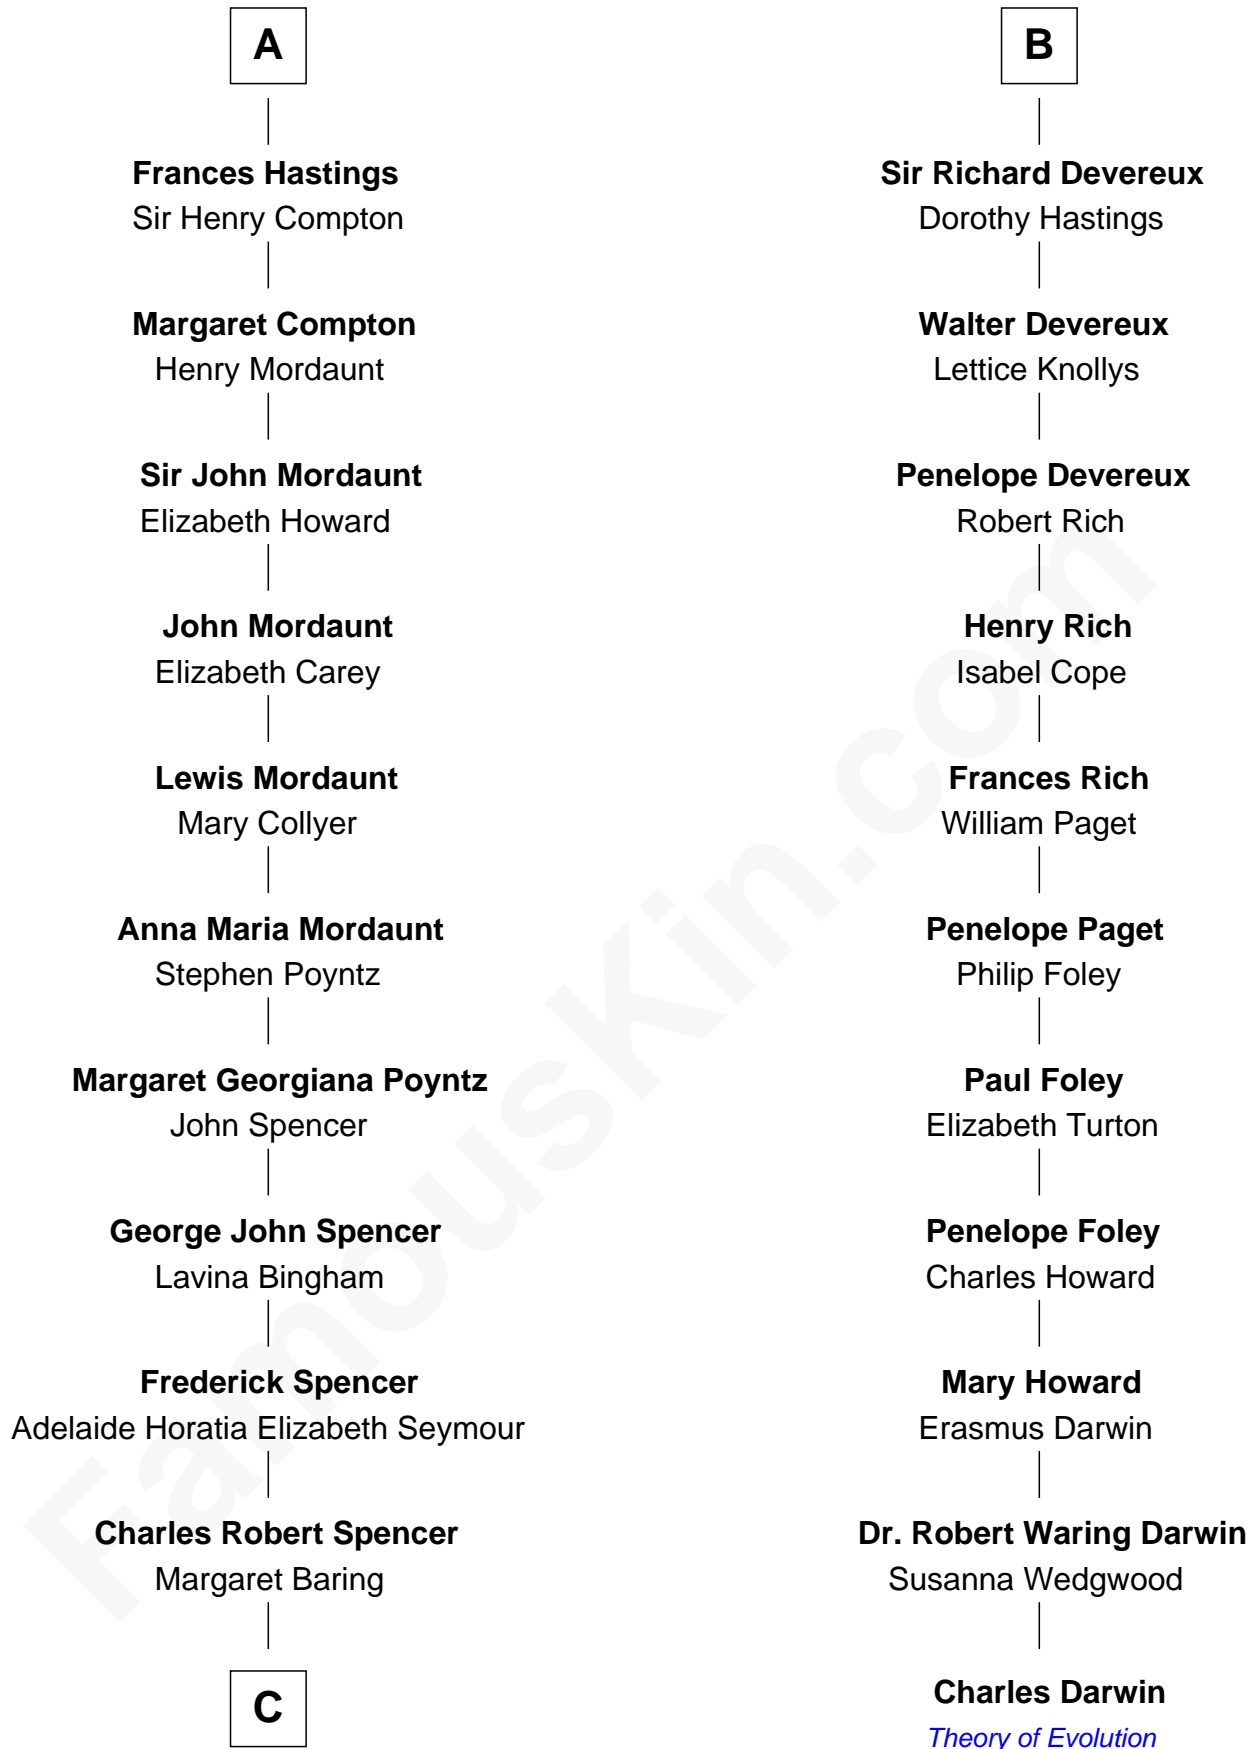 A
Frances Hastings
Sir Henry Compton
Margaret Compton
Henry Mordaunt
Sir John Mordaunt
Elizabeth Howard
John Mordaunt
Elizabeth Carey
Lewis Mordaunt
Mary Collyer
Anna Maria Mordaunt
Stephen Poyntz
Margaret Georgiana Poyntz
John Spencer
George John Spencer
Lavina Bingham
Frederick Spencer
Adelaide Horatia Elizabeth Seymour
Charles Robert Spencer
Margaret Baring
C
B
Sir Richard Devereux
Dorothy Hastings
Walter Devereux
Lettice Knollys
Penelope Devereux
Robert Rich
Henry Rich
Isabel Cope
Frances Rich
William Paget
Penelope Paget
Philip Foley
Paul Foley
Elizabeth Turton
Penelope Foley
Charles Howard
Mary Howard
Erasmus Darwin
Dr. Robert Waring Darwin
Susanna Wedgwood
Charles Darwin
Theory of Evolution
FamousKin.com